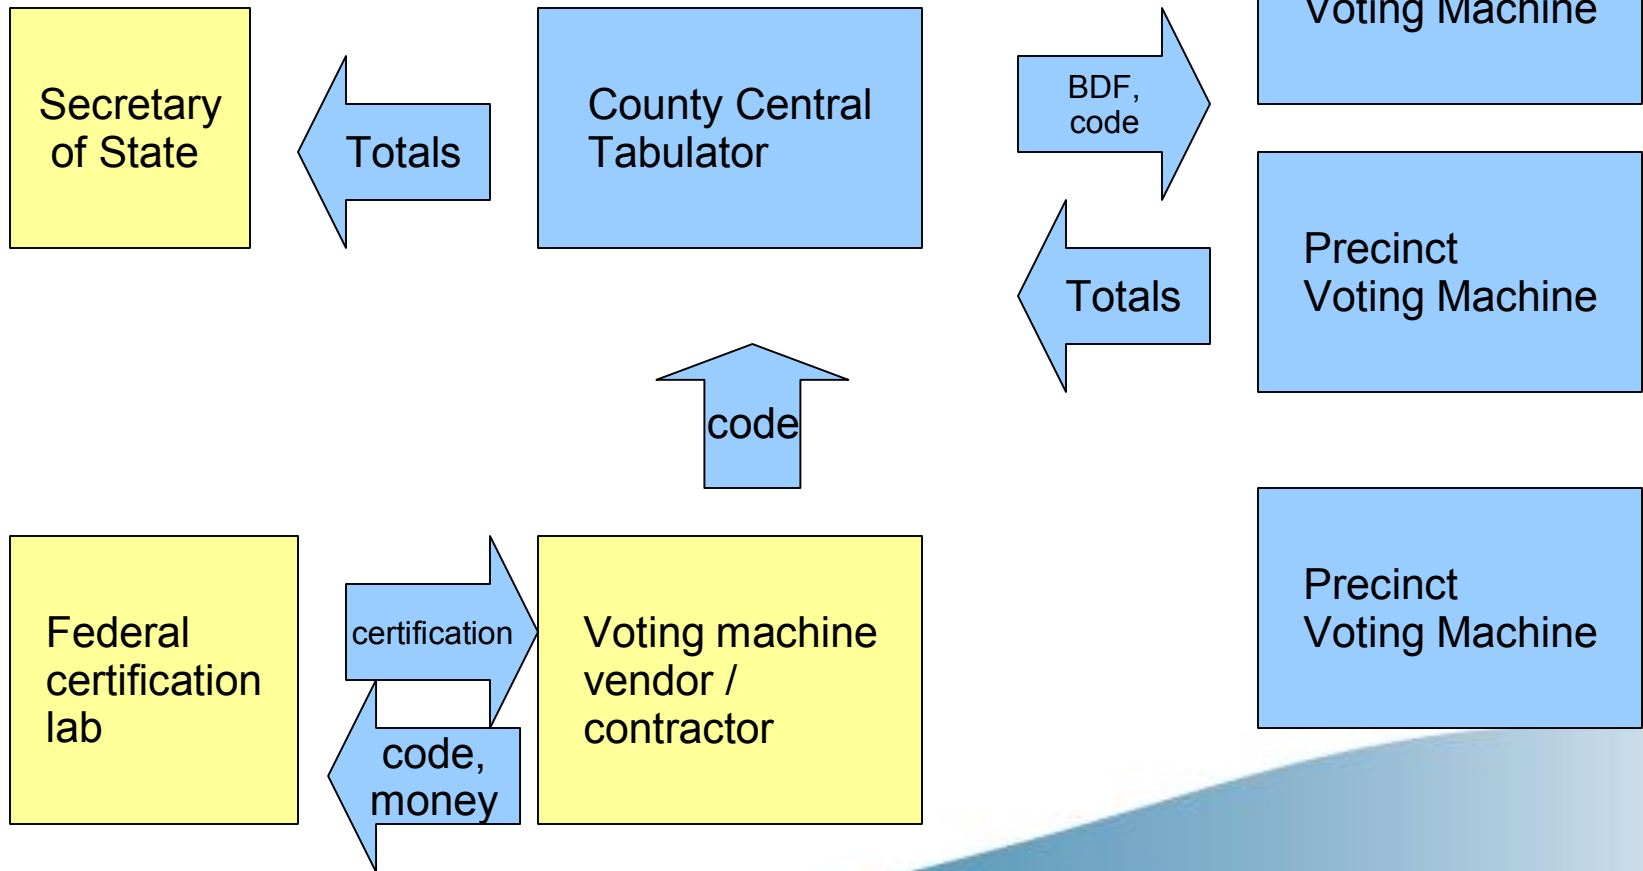 Voting Machine
Secretary
of State
Totals
County Central
Tabulator
BDF,
code
Precinct
Voting Machine
Totals
code
Precinct
Voting Machine
Federal
certification
lab
certification
code,
money
Voting machine
vendor /
contractor